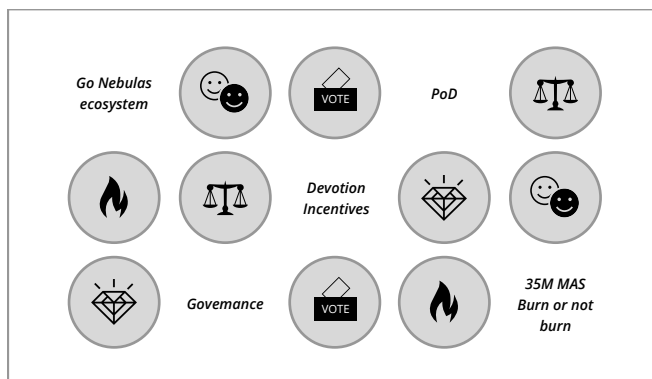 Go Nebulas
ecosystem
VOTE
PoD
Devotion
Incentives
Govemance
VOTE
35M MAS
Burn or not
burn